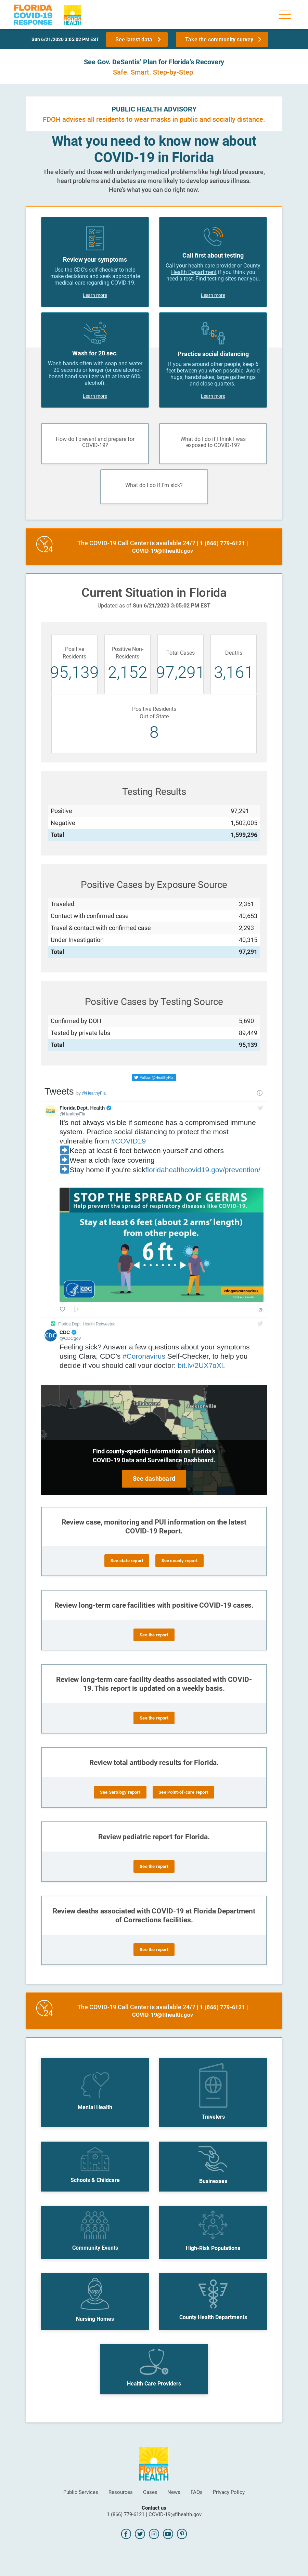 FLORIDA
COVID-19
RESPONSE
Florida
HEALTH
Sun 6/21/2020 3:05:02 PM EST
See latest data
Take the community survey
See Gov. DeSantis' Plan for Florida's Recovery
Safe. Smart. Step-by-Step.
PUBLIC HEALTH ADVISORY
FDOH advises all residents to wear masks in public and socially distance.
What you need to know now about
COVID-19 in Florida
The elderly and those with underlying medical problems like high blood pressure,
heart problems and diabetes are more likely to develop serious illness.
Here's what you can do right now.
Review your symptoms
Use the CDC's self-checker to help
make decisions and seek appropriate
medical care regarding COVID-19.
Learn more
Call first about testing
Call your health care provider or County
Health Department if you think you
need a test. Find testing sites near you.
Learn more
Wash for 20 sec.
Wash hands often with soap and water
– 20 seconds or longer (or use alcohol-
based hand sanitizer with at least 60%
alcohol).
Learn more
6'
Practice social distancing
If you are around other people, keep 6
feet between you when possible. Avoid
hugs, handshakes, large gatherings
and close quarters.
Learn more
How do I prevent and prepare for
COVID-19?
What do I do if I think I was
exposed to COVID-19?
What do I do if I'm sick?
24
The COVID-19 Call Center is available 24/7 | 1 (866) 779-6121 |
COVID-19@flhealth.gov
Current Situation in Florida
Updated as of Sun 6/21/2020 3:05:02 PM EST
Positive
Residents
95,139
Positive Non-
Residents
2,152
Total Cases
97,291
Deaths
3,161
Positive Residents
Out of State
8
Testing Results
Positive 97,291
Negative 1,502,005
Total 1,599,296
Positive Cases by Exposure Source
Traveled 2,351
Contact with confirmed case 40,653
Travel & contact with confirmed case 2,293
Under Investigation 40,315
Total 97,291
Positive Cases by Testing Source
Confirmed by DOH 5,690
Tested by private labs 89,449
Total 95,139
Follow @HealthyFla
Tweets by @HealthyFla
Florida Dept. Health
@HealthyFla
It's not always visible if someone has a compromised immune
system. Practice social distancing to protect the most
vulnerable from #COVID19
Keep at least 6 feet between yourself and others
Wear a cloth face covering
Stay home if you're sickfloridahealthcovid19.gov/prevention/
STOP THE SPREAD OF GERMS
Help prevent the spread of respiratory diseases like COVID-19.
Stay at least 6 feet (about 2 arms' length)
from other people.
6 ft
CDC
cdc.gov/coronavirus
Florida Dept. Health Retweeted
CDC
CDC
@CDCgov
Feeling sick? Answer a few questions about your symptoms
using Clara, CDC's #Coronavirus Self-Checker, to help you
decide if you should call your doctor: bit.ly/2UX7aXI.
Find county-specific information on Florida's
COVID-19 Data and Surveillance Dashboard.
See dashboard
Review case, monitoring and PUI information on the latest
COVID-19 Report.
See state report
See county report
Review long-term care facilities with positive COVID-19 cases.
See the report
Review long-term care facility deaths associated with COVID-
19. This report is updated on a weekly basis.
See the report
Review total antibody results for Florida.
See Serology report
See Point-of-care report
Review pediatric report for Florida.
See the report
Review deaths associated with COVID-19 at Florida Department
of Corrections facilities.
See the report
24
The COVID-19 Call Center is available 24/7 | 1 (866) 779-6121 |
COVID-19@flhealth.gov
Mental Health
Travelers
Schools & Childcare
Businesses
Community Events
High-Risk Populations
Nursing Homes
County Health Departments
Health Care Providers
Florida
HEALTH
Public Services
Resources
Cases
News
FAQs
Privacy Policy
Contact us
1 (866) 779-6121 | COVID-19@flhealth.gov